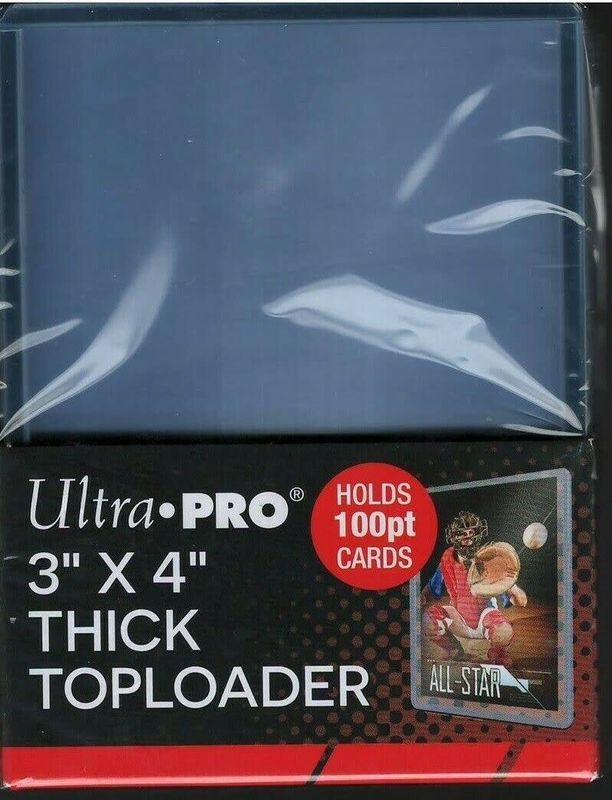 Ultra•PRO®
3" X 4"
THICK
TOPLOADER
HOLDS
100pt
CARDS
ALL-STAR